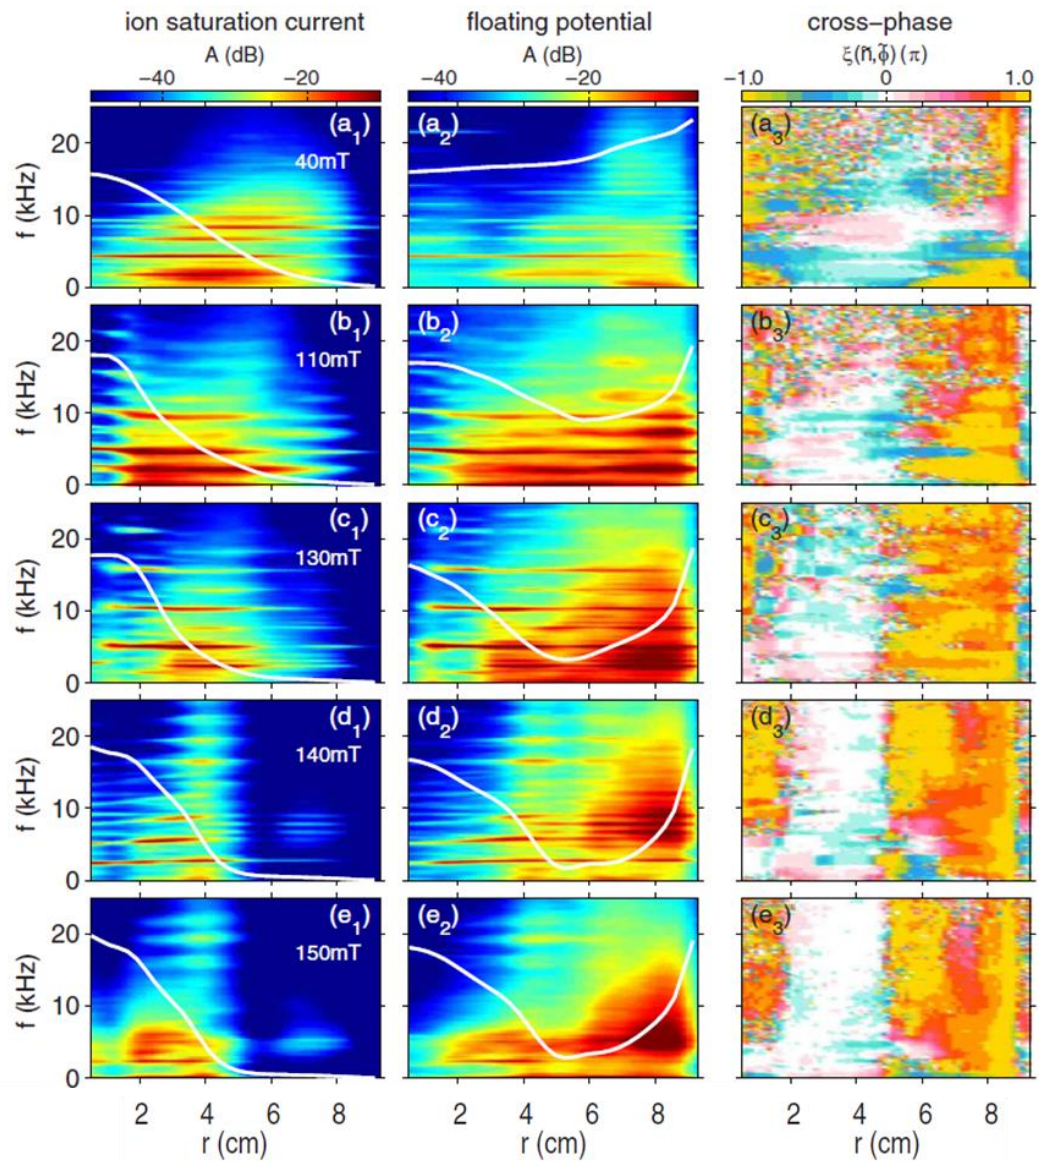 ion saturation current floating potential cross–phase
A (dB) A (dB) ξ(ñ,φ̃) (π)
−40 −20 −40 −20 −1.0 0 1.0
(a1) (a2) (a3)
40mT
20
10
0
f (kHz)
(b1) (b2) (b3)
110mT
20
10
0
f (kHz)
(c1) (c2) (c3)
130mT
20
10
0
f (kHz)
(d1) (d2) (d3)
140mT
20
10
0
f (kHz)
(e1) (e2) (e3)
150mT
20
10
0
f (kHz)
2 4 6 8 2 4 6 8 2 4 6 8
r (cm) r (cm) r (cm)